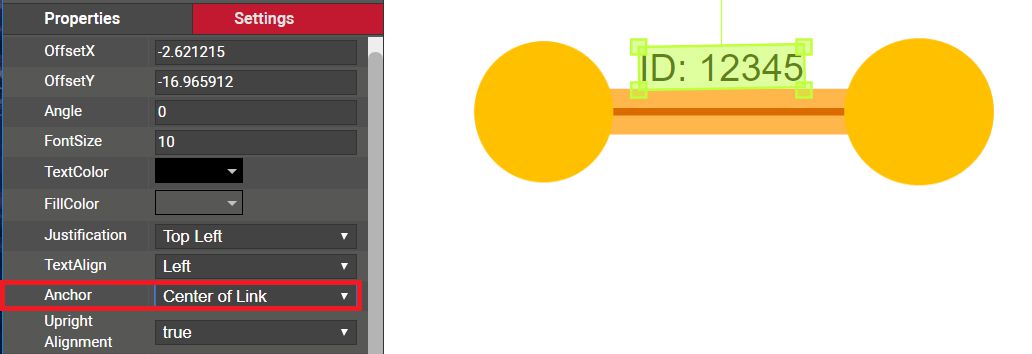 Properties Settings
OffsetX -2.621215
OffsetY -16.965912
Angle 0
FontSize 10
TextColor
FillColor
Justification Top Left
TextAlign Left
Anchor Center of Link
Upright
Alignment true
ID: 12345